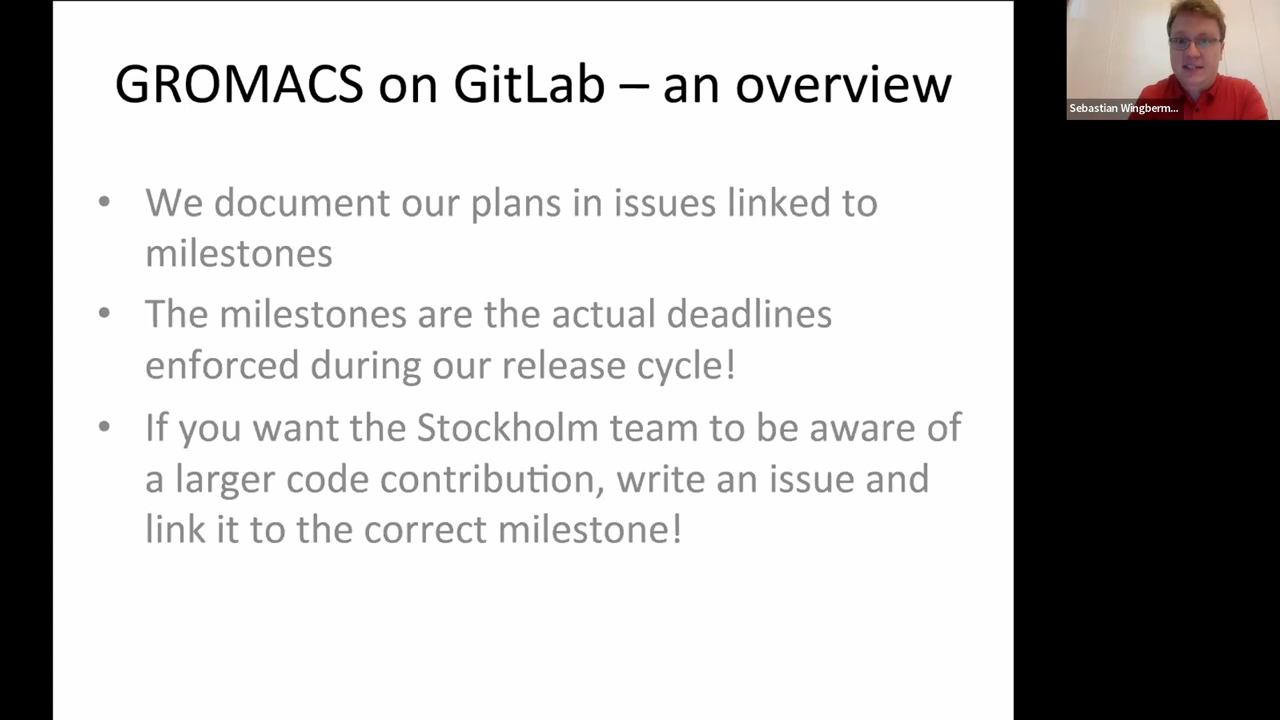 GROMACS on GitLab – an overview
• We document our plans in issues linked to
milestones
• The milestones are the actual deadlines
enforced during our release cycle!
• If you want the Stockholm team to be aware of
a larger code contribution, write an issue and
link it to the correct milestone!
Sebastian Wingberm...